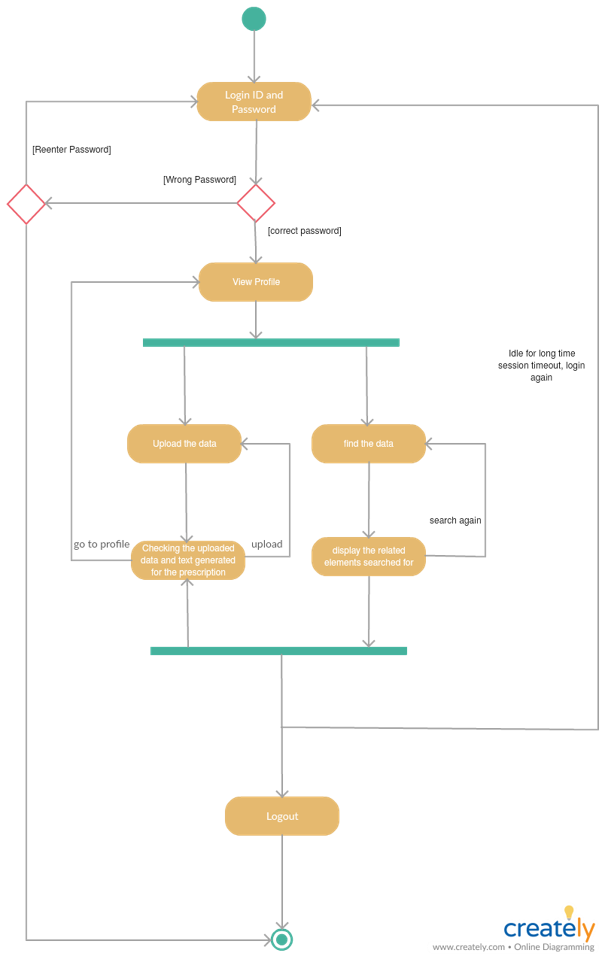 Login ID and
Password
[Reenter Password]
[Wrong Password]
[correct password]
View Profile
Idle for long time
session timeout, login
again
Upload the data
find the data
search again
go to profile
Checking the uploaded
data and text generated
for the prescription
upload
display the related
elements searched for
Logout
creately
www.creately.com • Online Diagramming